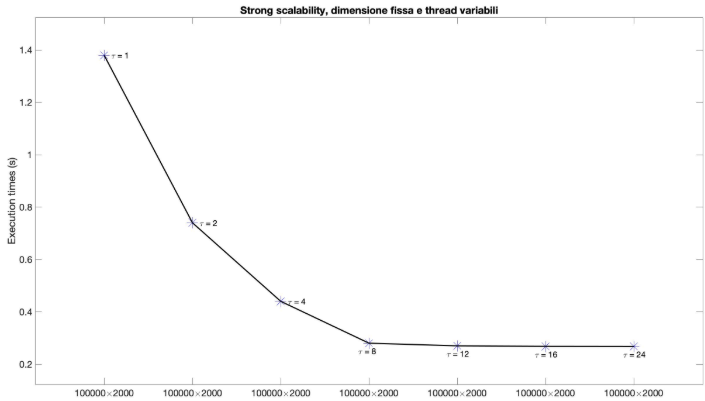 Strong scalability, dimensione fissa e thread variabili
Execution times (s)
1.4
1.2
1
0.8
0.6
0.4
0.2
τ = 1
τ = 2
τ = 4
τ = 8
τ = 12
τ = 16
τ = 24
100000×2000
100000×2000
100000×2000
100000×2000
100000×2000
100000×2000
100000×2000